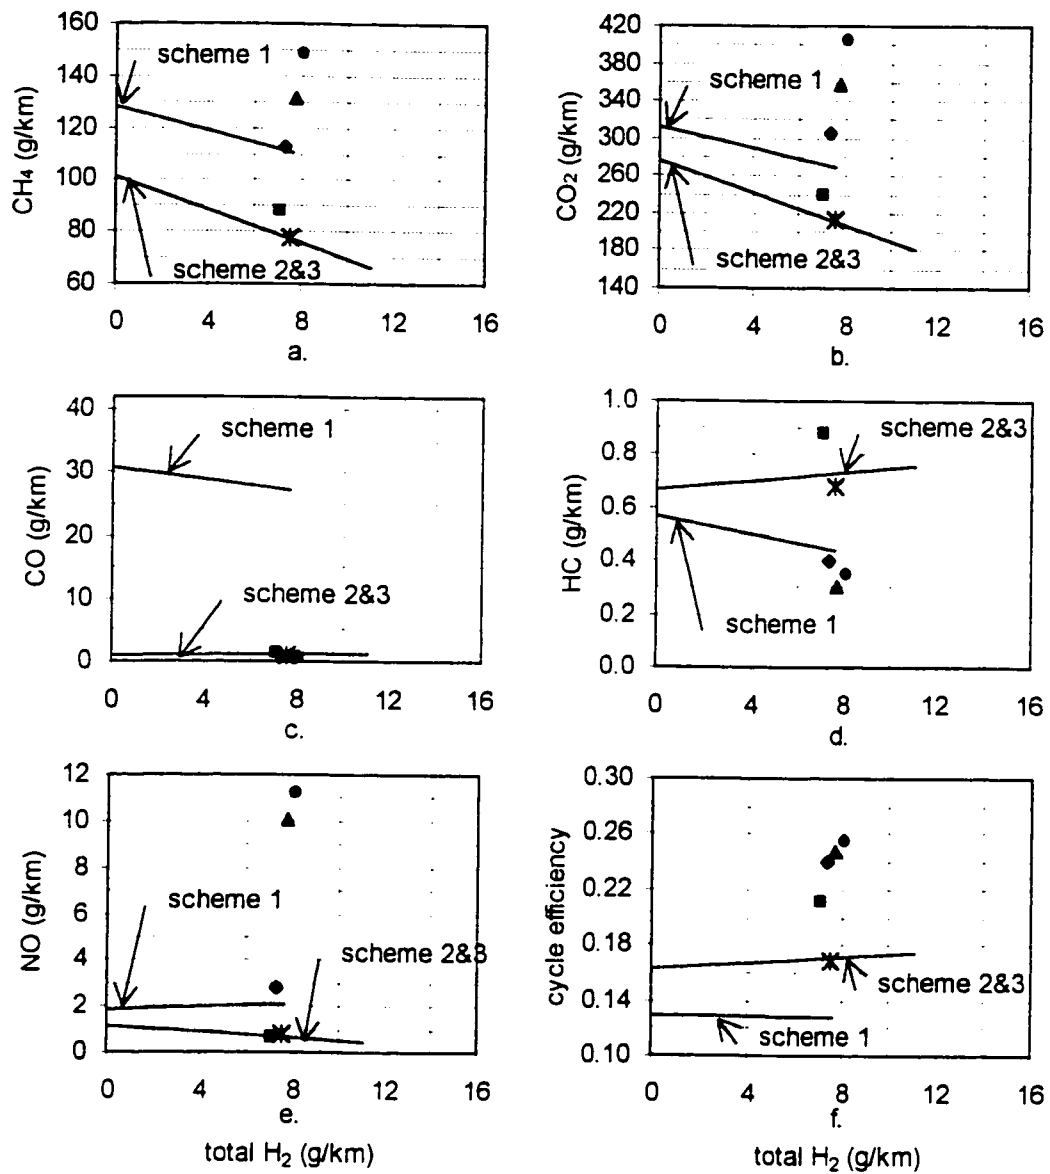 160
140
120
100
80
60
CH₄ (g/km)
scheme 1
scheme 2&3
0 4 8 12 16
a.
420
380
340
300
260
220
180
140
CO₂ (g/km)
scheme 1
scheme 2&3
0 4 8 12 16
b.
40
30
20
10
0
CO (g/km)
scheme 1
scheme 2&3
0 4 8 12 16
c.
1.0
0.8
0.6
0.4
0.2
0.0
HC (g/km)
scheme 2&3
scheme 1
0 4 8 12 16
d.
12
10
8
6
4
2
0
NO (g/km)
scheme 1
scheme 2&3
0 4 8 12 16
e.
total H₂ (g/km)
0.30
0.26
0.22
0.18
0.14
0.10
cycle efficiency
scheme 2&3
scheme 1
0 4 8 12 16
f.
total H₂ (g/km)